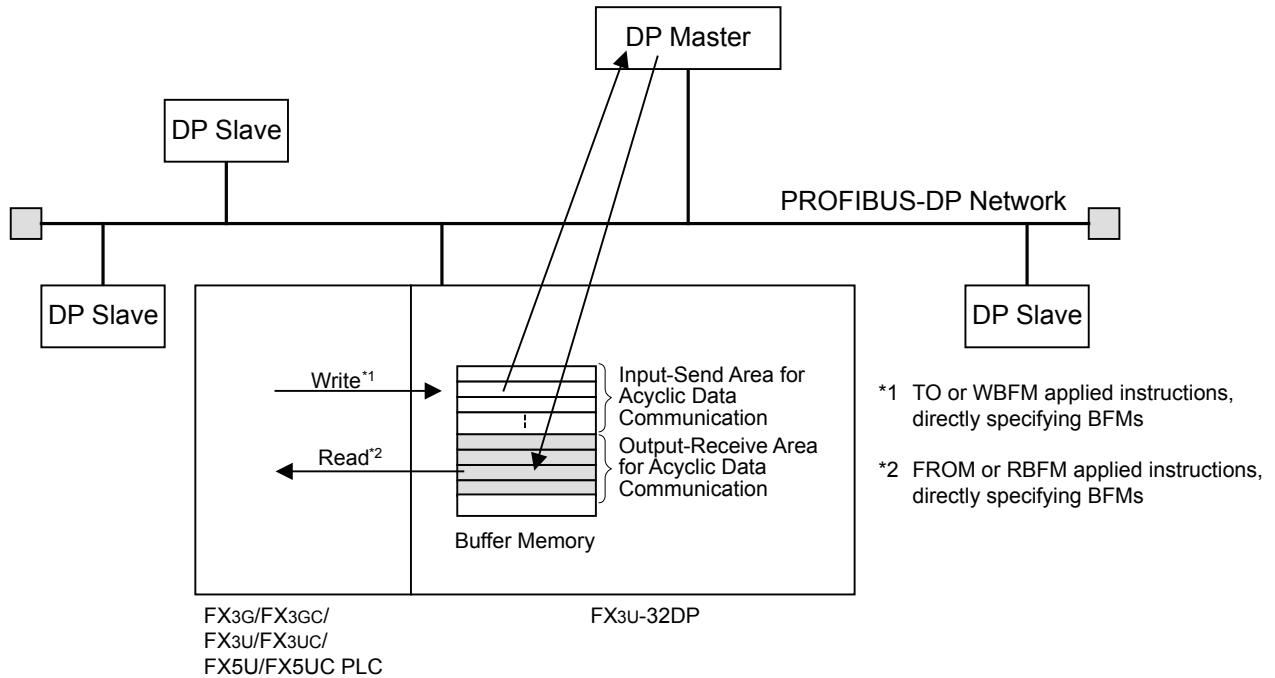 DP Master
DP Slave
PROFIBUS-DP Network
DP Slave
DP Slave
Write*1
Read*2
Input-Send Area for
Acyclic Data
Communication
Output-Receive Area
for Acyclic Data
Communication
Buffer Memory
*1 TO or WBFM applied instructions,
directly specifying BFMs
*2 FROM or RBFM applied instructions,
directly specifying BFMs
FX3G/FX3GC/
FX3U/FX3UC/
FX5U/FX5UC PLC
FX3U-32DP